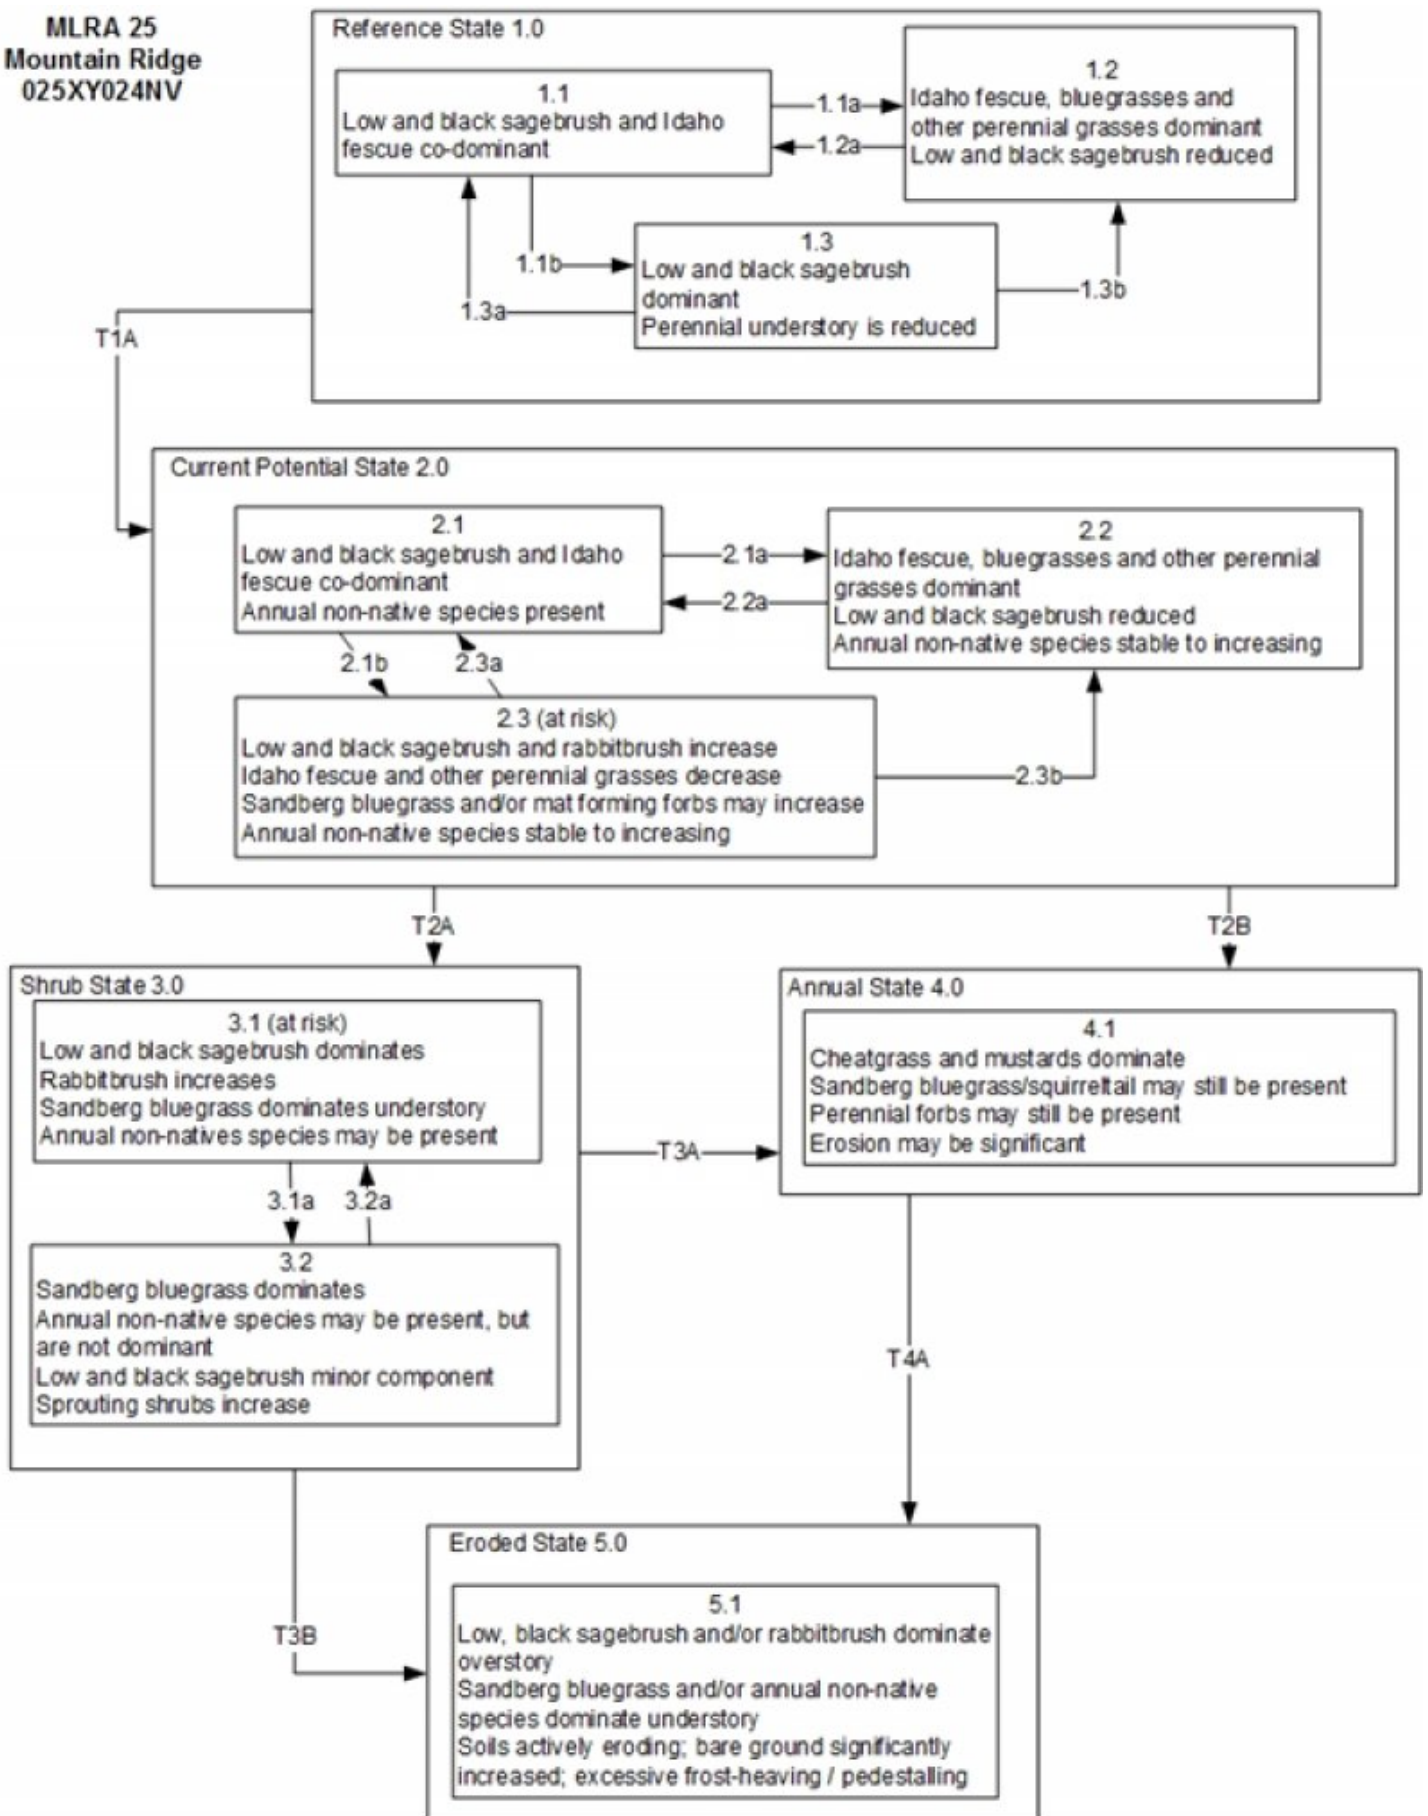 MLRA 25
Mountain Ridge
025XY024NV
Reference State 1.0
1.1
Low and black sagebrush and Idaho
fescue co-dominant
1.1a
1.2a
1.2
Idaho fescue, bluegrasses and
other perennial grasses dominant
Low and black sagebrush reduced
1.1b
1.3a
1.3
Low and black sagebrush
dominant
Perennial understory is reduced
1.3b
T1A
Current Potential State 2.0
2.1
Low and black sagebrush and Idaho
fescue co-dominant
Annual non-native species present
2.1a
2.2a
2.2
Idaho fescue, bluegrasses and other perennial
grasses dominant
Low and black sagebrush reduced
Annual non-native species stable to increasing
2.1b
2.3a
2.3 (at risk)
Low and black sagebrush and rabbitbrush increase
Idaho fescue and other perennial grasses decrease
Sandberg bluegrass and/or mat forming forbs may increase
Annual non-native species stable to increasing
2.3b
T2A
T2B
Shrub State 3.0
3.1 (at risk)
Low and black sagebrush dominates
Rabbitbrush increases
Sandberg bluegrass dominates understory
Annual non-natives species may be present
3.1a
3.2a
3.2
Sandberg bluegrass dominates
Annual non-native species may be present, but
are not dominant
Low and black sagebrush minor component
Sprouting shrubs increase
T3A
Annual State 4.0
4.1
Cheatgrass and mustards dominate
Sandberg bluegrass/squirreltail may still be present
Perennial forbs may still be present
Erosion may be significant
T4A
T3B
Eroded State 5.0
5.1
Low, black sagebrush and/or rabbitbrush dominate
overstory
Sandberg bluegrass and/or annual non-native
species dominate understory
Soils actively eroding; bare ground significantly
increased; excessive frost-heaving / pedestalling